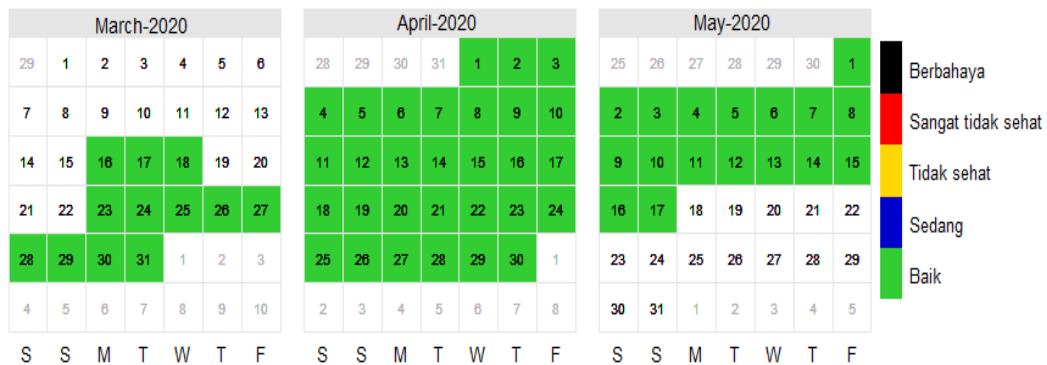 March-2020
29 1 2 3 4 5 6
7 8 9 10 11 12 13
14 15 16 17 18 19 20
21 22 23 24 25 26 27
28 29 30 31 1 2 3
4 5 6 7 8 9 10
S S M T W T F
April-2020
28 29 30 31 1 2 3
4 5 6 7 8 9 10
11 12 13 14 15 16 17
18 19 20 21 22 23 24
25 26 27 28 29 30 1
2 3 4 5 6 7 8
S S M T W T F
May-2020
25 26 27 28 29 30 1
2 3 4 5 6 7 8
9 10 11 12 13 14 15
16 17 18 19 20 21 22
23 24 25 26 27 28 29
30 31 1 2 3 4 5
S S M T W T F
Berbahaya
Sangat tidak sehat
Tidak sehat
Sedang
Baik